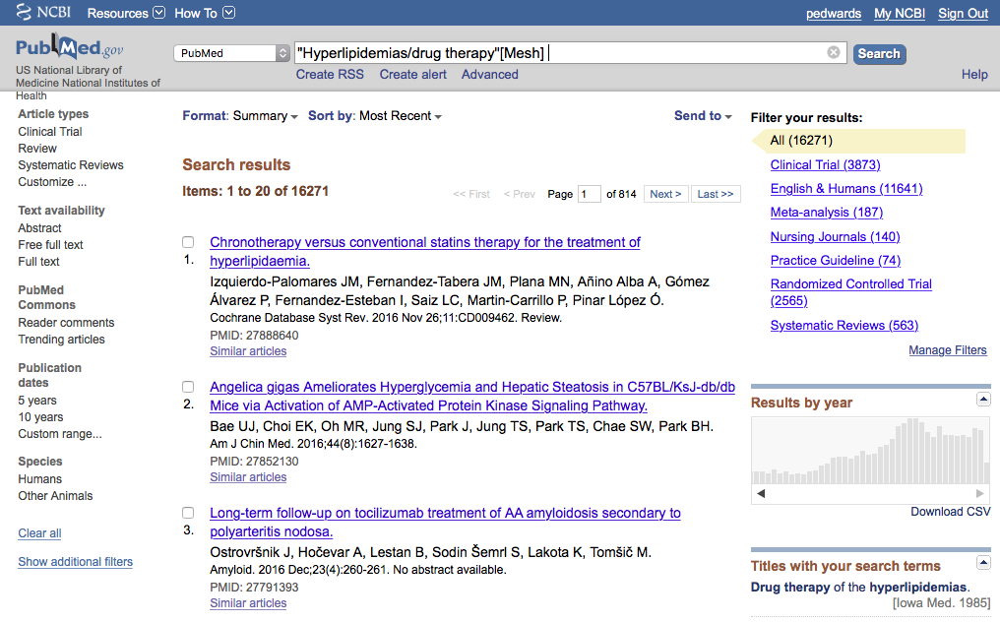 NCBI Resources How To pedwards My NCBI Sign Out
PubMed.gov
US National Library of
Medicine National Institutes of
Health
PubMed "Hyperlipidemias/drug therapy"[Mesh] Search
Create RSS Create alert Advanced Help
Article types
Clinical Trial
Review
Systematic Reviews
Customize ...
Text availability
Abstract
Free full text
Full text
PubMed
Commons
Reader comments
Trending articles
Publication
dates
5 years
10 years
Custom range...
Species
Humans
Other Animals
Clear all
Show additional filters
Format: Summary Sort by: Most Recent Send to
Search results
Items: 1 to 20 of 16271
<< First < Prev Page 1 of 814 Next > Last >>
1. Chronotherapy versus conventional statins therapy for the treatment of
hyperlipidaemia.
Izquierdo-Palomares JM, Fernandez-Tabera JM, Plana MN, Añino Alba A, Gómez
Álvarez P, Fernandez-Esteban I, Saiz LC, Martin-Carrillo P, Pinar López Ó.
Cochrane Database Syst Rev. 2016 Nov 26;11:CD009462. Review.
PMID: 27888640
Similar articles
2. Angelica gigas Ameliorates Hyperglycemia and Hepatic Steatosis in C57BL/KsJ-db/db
Mice via Activation of AMP-Activated Protein Kinase Signaling Pathway.
Bae UJ, Choi EK, Oh MR, Jung SJ, Park J, Jung TS, Park TS, Chae SW, Park BH.
Am J Chin Med. 2016;44(8):1627-1638.
PMID: 27852130
Similar articles
3. Long-term follow-up on tocilizumab treatment of AA amyloidosis secondary to
polyarteritis nodosa.
Ostrovršnik J, Hočevar A, Lestan B, Sodin Šemrl S, Lakota K, Tomšič M.
Amyloid. 2016 Dec;23(4):260-261. No abstract available.
PMID: 27791393
Similar articles
Filter your results:
All (16271)
Clinical Trial (3873)
English & Humans (11641)
Meta-analysis (187)
Nursing Journals (140)
Practice Guideline (74)
Randomized Controlled Trial
(2565)
Systematic Reviews (563)
Manage Filters
Results by year
Download CSV
Titles with your search terms
Drug therapy of the hyperlipidemias.
[Iowa Med. 1985]